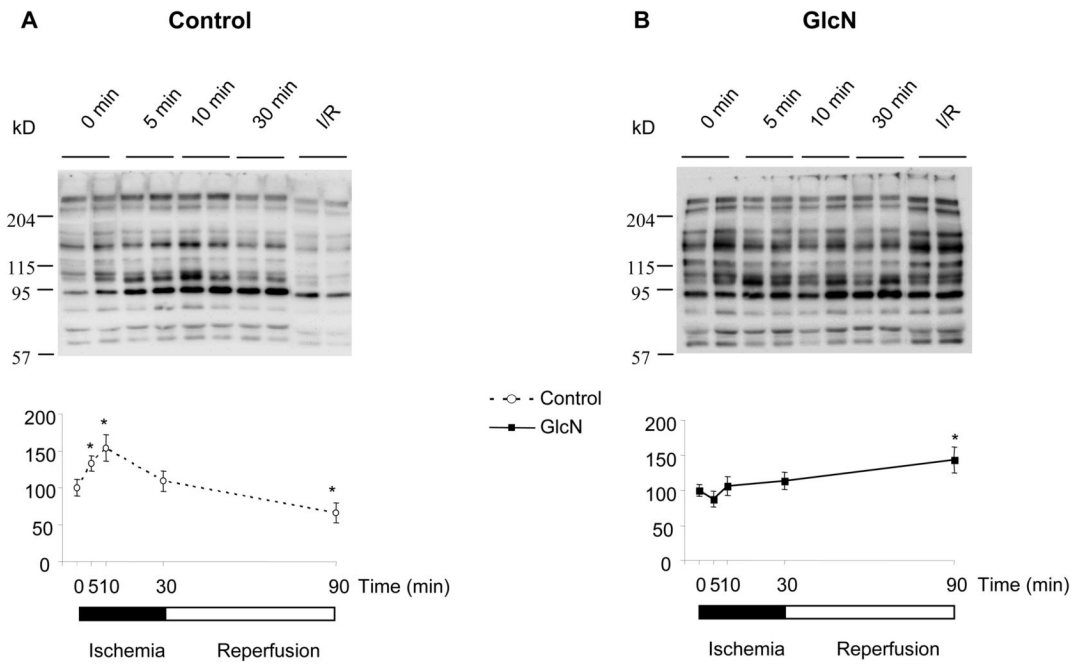 A Control
kD
0 min 5 min 10 min 30 min I/R
204
115
95
57
200
150
100
50
0
* * *
0 5 10 30 90 Time (min)
Ischemia Reperfusion
Control
GlcN
B GlcN
kD
0 min 5 min 10 min 30 min I/R
204
115
95
57
200
150
100
50
0
*
0 5 10 30 90 Time (min)
Ischemia Reperfusion